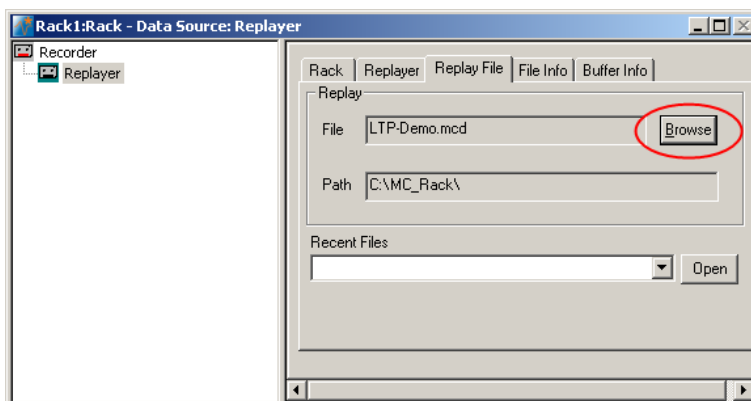 Rack1:Rack - Data Source: Replayer
Recorder
Replayer
Rack Replayer Replay File File Info Buffer Info
Replay
File LTP-Demo.mcd Browse
Path C:\MC_Rack\
Recent Files
Open